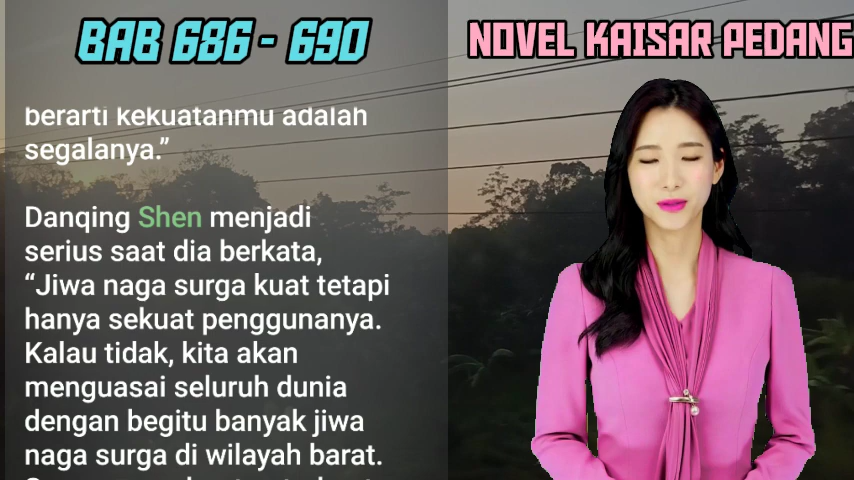 BAB 686 - 690
NOVEL KAISAR PEDANG
berarti kekuatanmu adalah
segalanya.”
Danqing Shen menjadi
serius saat dia berkata,
“Jiwa naga surga kuat tetapi
hanya sekuat penggunanya.
Kalau tidak, kita akan
menguasai seluruh dunia
dengan begitu banyak jiwa
naga surga di wilayah barat.